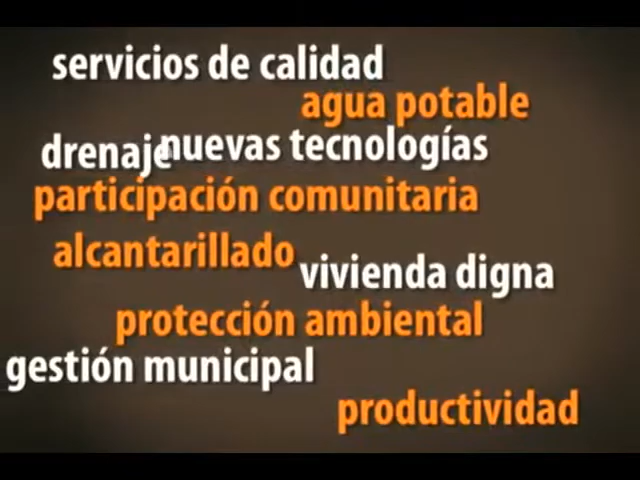 servicios de calidad
agua potable
drenaje
nuevas tecnologías
participación comunitaria
alcantarillado
vivienda digna
protección ambiental
gestión municipal
productividad